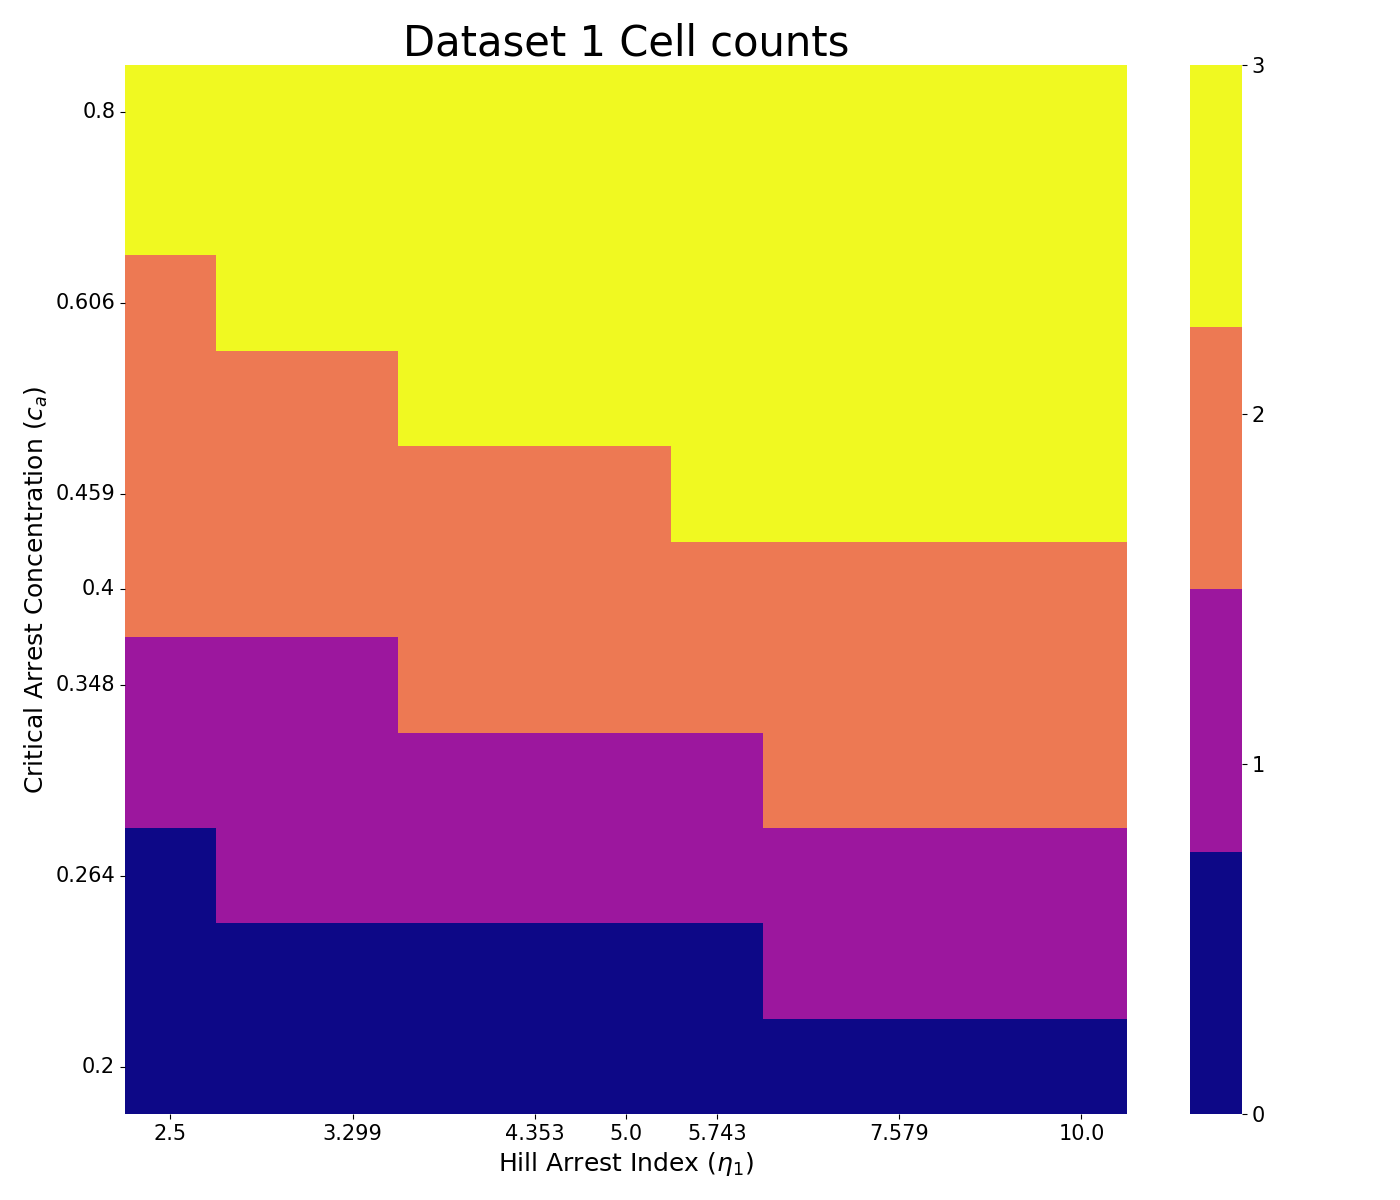 Dataset 1 Cell counts
0.8
0.606
0.459
0.4
0.348
0.264
0.2
Critical Arrest Concentration (cₐ)
2.5 3.299 4.353 5.0 5.743 7.579 10.0
Hill Arrest Index (η₁)
3
2
1
0